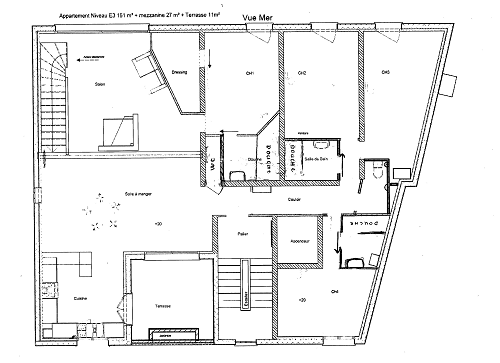 Appartement Niveau E3 151 m² + mezzanine 27 m² + Terrasse 11m²
Vue Mer
Dressing
CH1
CH2
CH3
Salon
Douche
DOUCHE
DOUCHE
Salle de Bain
Salle à manger
Couloir
DOUCHE
+20
Palier
Ascenseur
Cuisine
Terrasse
Escalier
+20
CH4